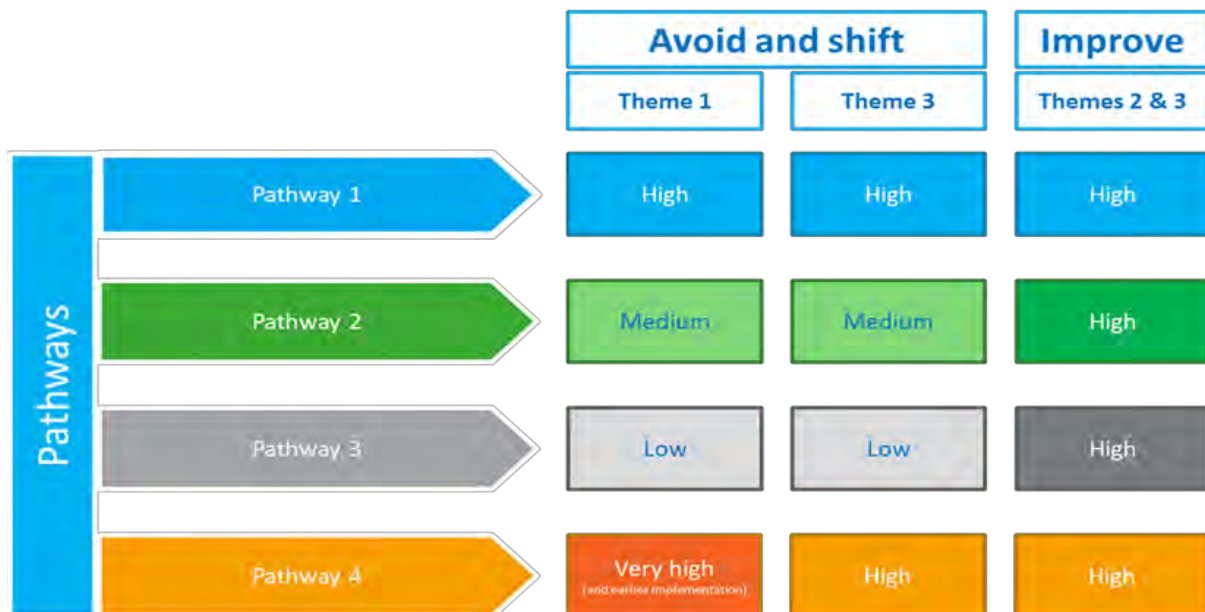 Avoid and shift
Improve
Theme 1
Theme 3
Themes 2 & 3
Pathways
Pathway 1
High
High
High
Pathway 2
Medium
Medium
High
Pathway 3
Low
Low
High
Pathway 4
Very high
(and earlier implementation)
High
High